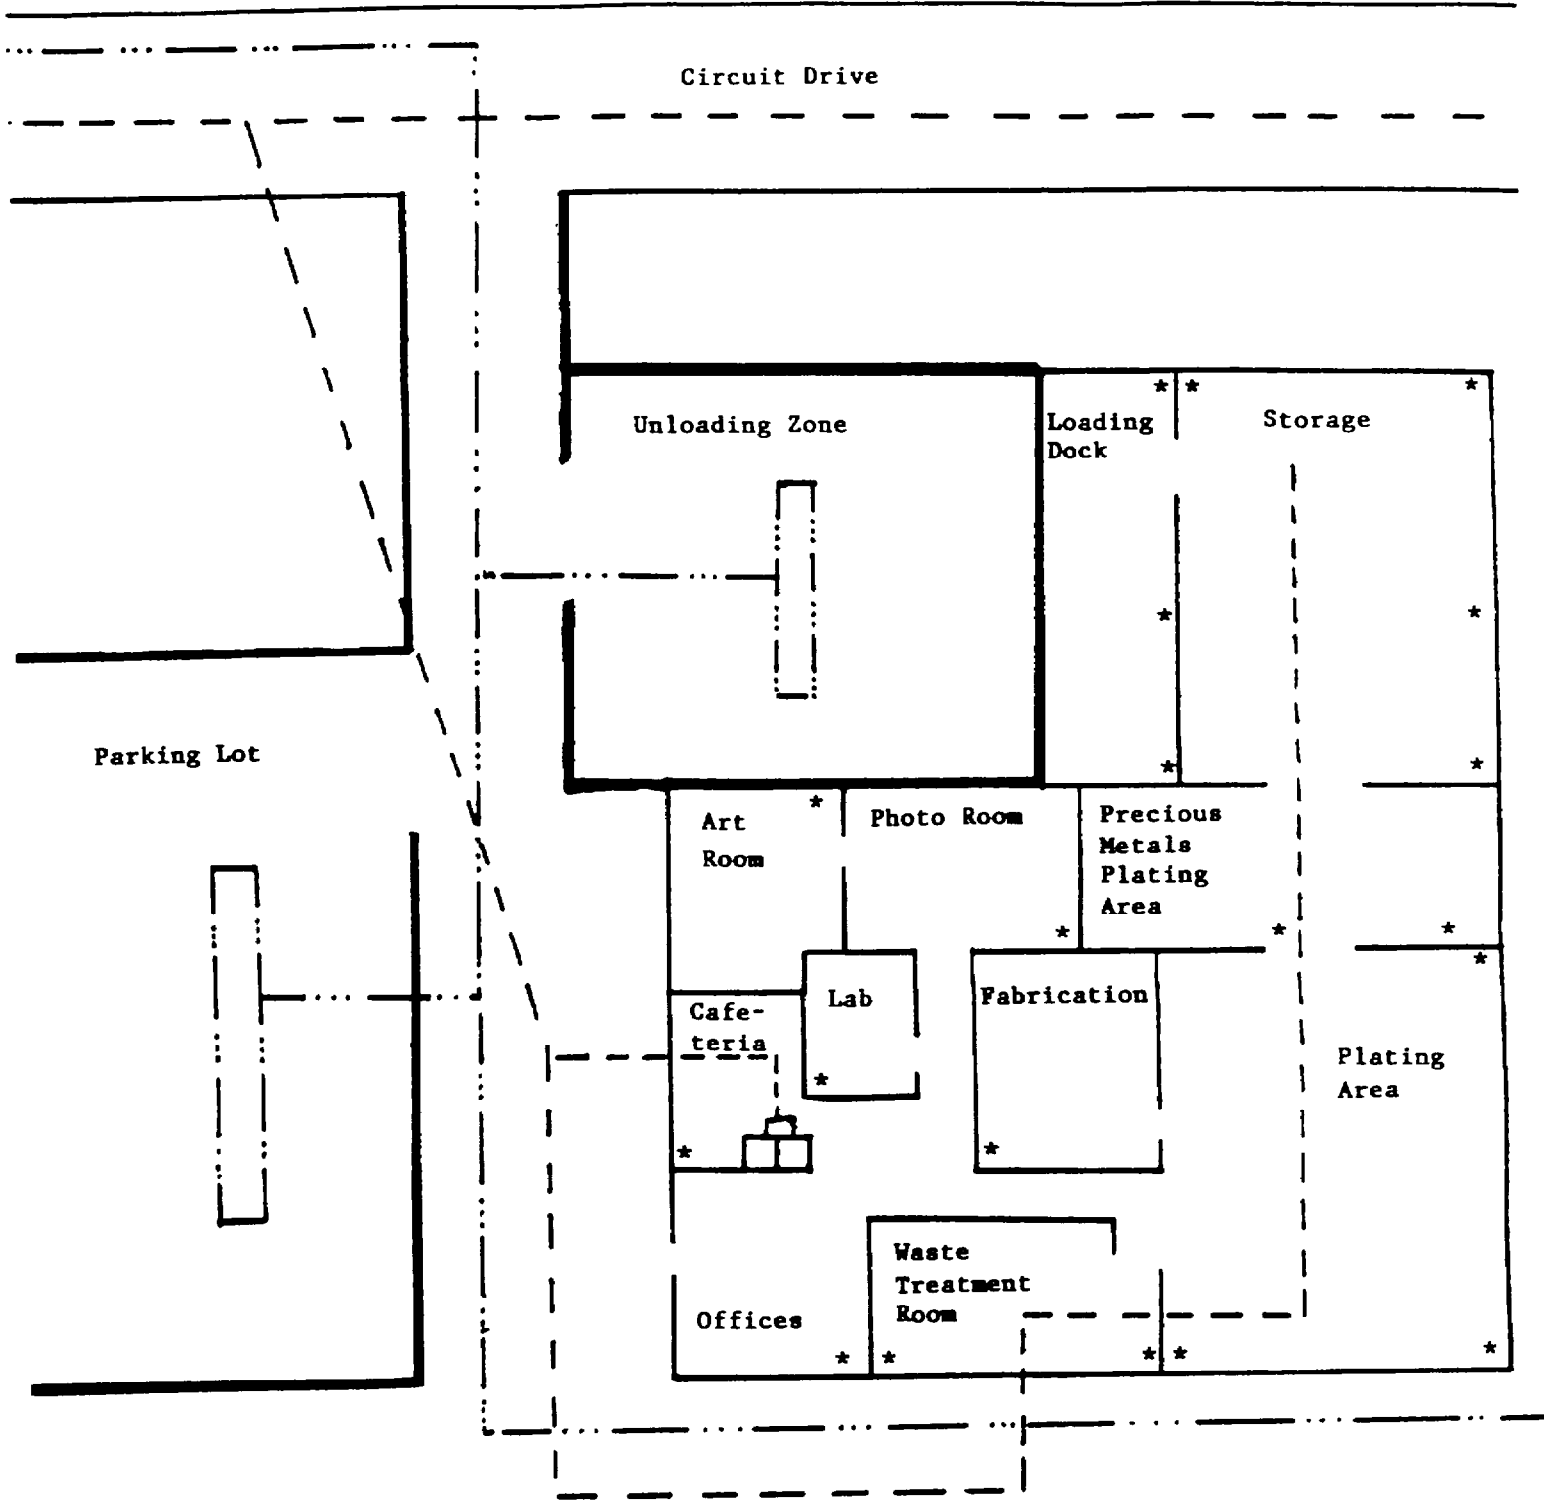 Circuit Drive
Unloading Zone
Loading
Dock
Storage
Parking Lot
Art
Room
Photo Room
Precious
Metals
Plating
Area
Cafe-
teria
Lab
Fabrication
Plating
Area
Offices
Waste
Treatment
Room